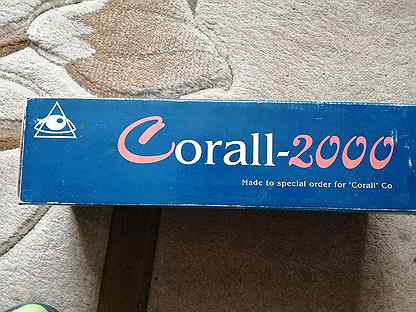 Corall-2000
Made to special order for 'Corall' Co